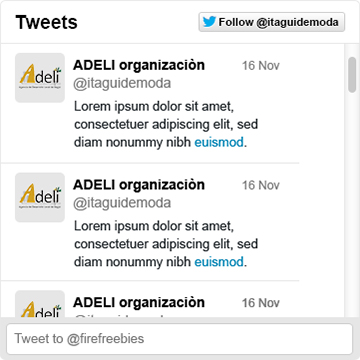 Tweets
Follow @itaguidemoda
ADELI organizaciòn 16 Nov
@itaguidemoda
Lorem ipsum dolor sit amet,
consectetuer adipiscing elit, sed
diam nonummy nibh euismod.
Adeli
ADELI organizaciòn 16 Nov
@itaguidemoda
Lorem ipsum dolor sit amet,
consectetuer adipiscing elit, sed
diam nonummy nibh euismod.
Adeli
ADELI organizaciòn 16 Nov
@itaguidemoda
Adeli
Tweet to @firefreebies